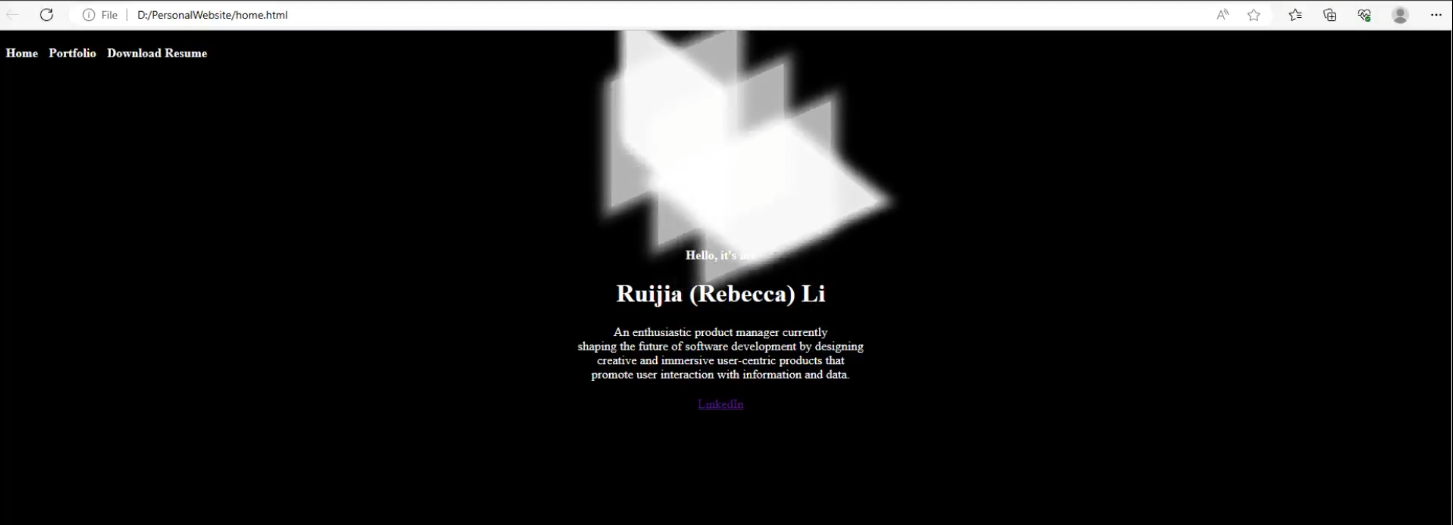 File
D:/PersonalWebsite/home.html
Home Portfolio Download Resume
Hello, it's
Ruijia (Rebecca) Li
An enthusiastic product manager currently
shaping the future of software development by designing
creative and immersive user-centric products that
promote user interaction with information and data.
LinkedIn